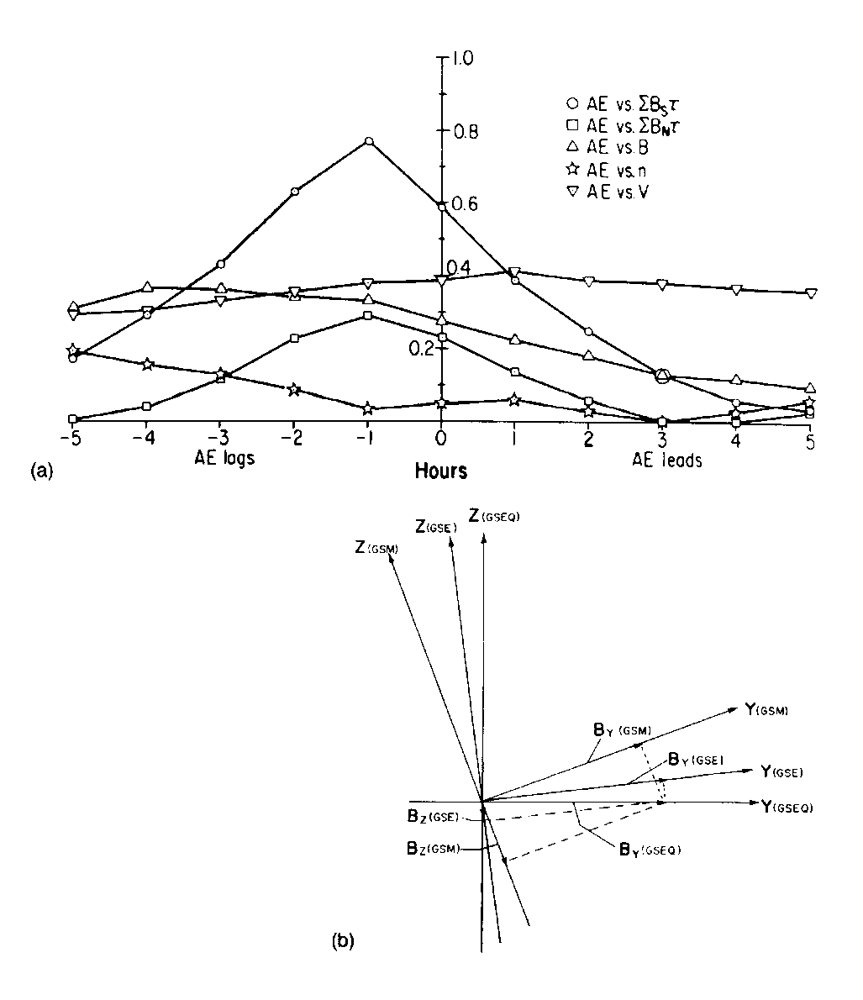 1.0
0.8
0.6
0.4
0.2
○ AE vs. ΣB_Sτ
□ AE vs. ΣB_Nτ
△ AE vs. B
☆ AE vs. n
▽ AE vs. V
-5 -4 -3 -2 -1 0 1 2 3 4 5
AE lags AE leads
(a) Hours
Z(GSM) Z(GSE) Z(GSEQ)
Y(GSM)
B_Y (GSM)
B_Y(GSE)
Y(GSE)
Y(GSEQ)
B_Z(GSE)
B_Z(GSM)
B_Y(GSEQ)
(b)